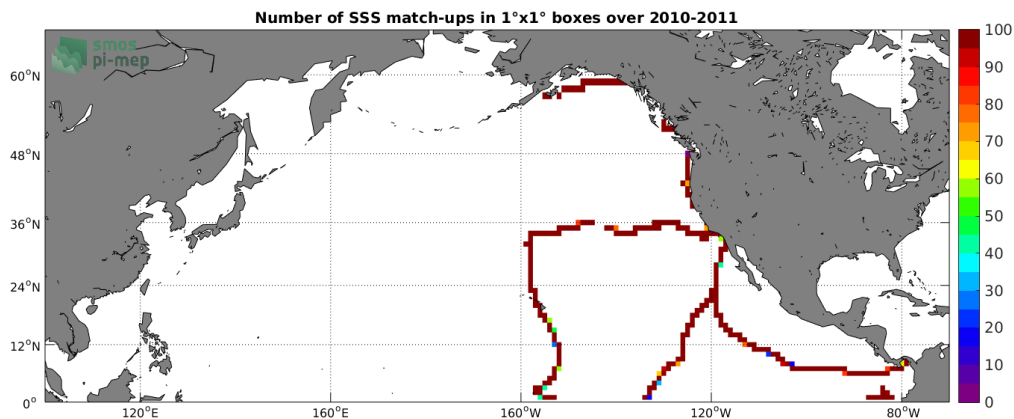 Number of SSS match-ups in 1°x1° boxes over 2010-2011
smos
pi-mep
60°N
48°N
36°N
24°N
12°N
0°
120°E
160°E
160°W
120°W
80°W
100
90
80
70
60
50
40
30
20
10
0